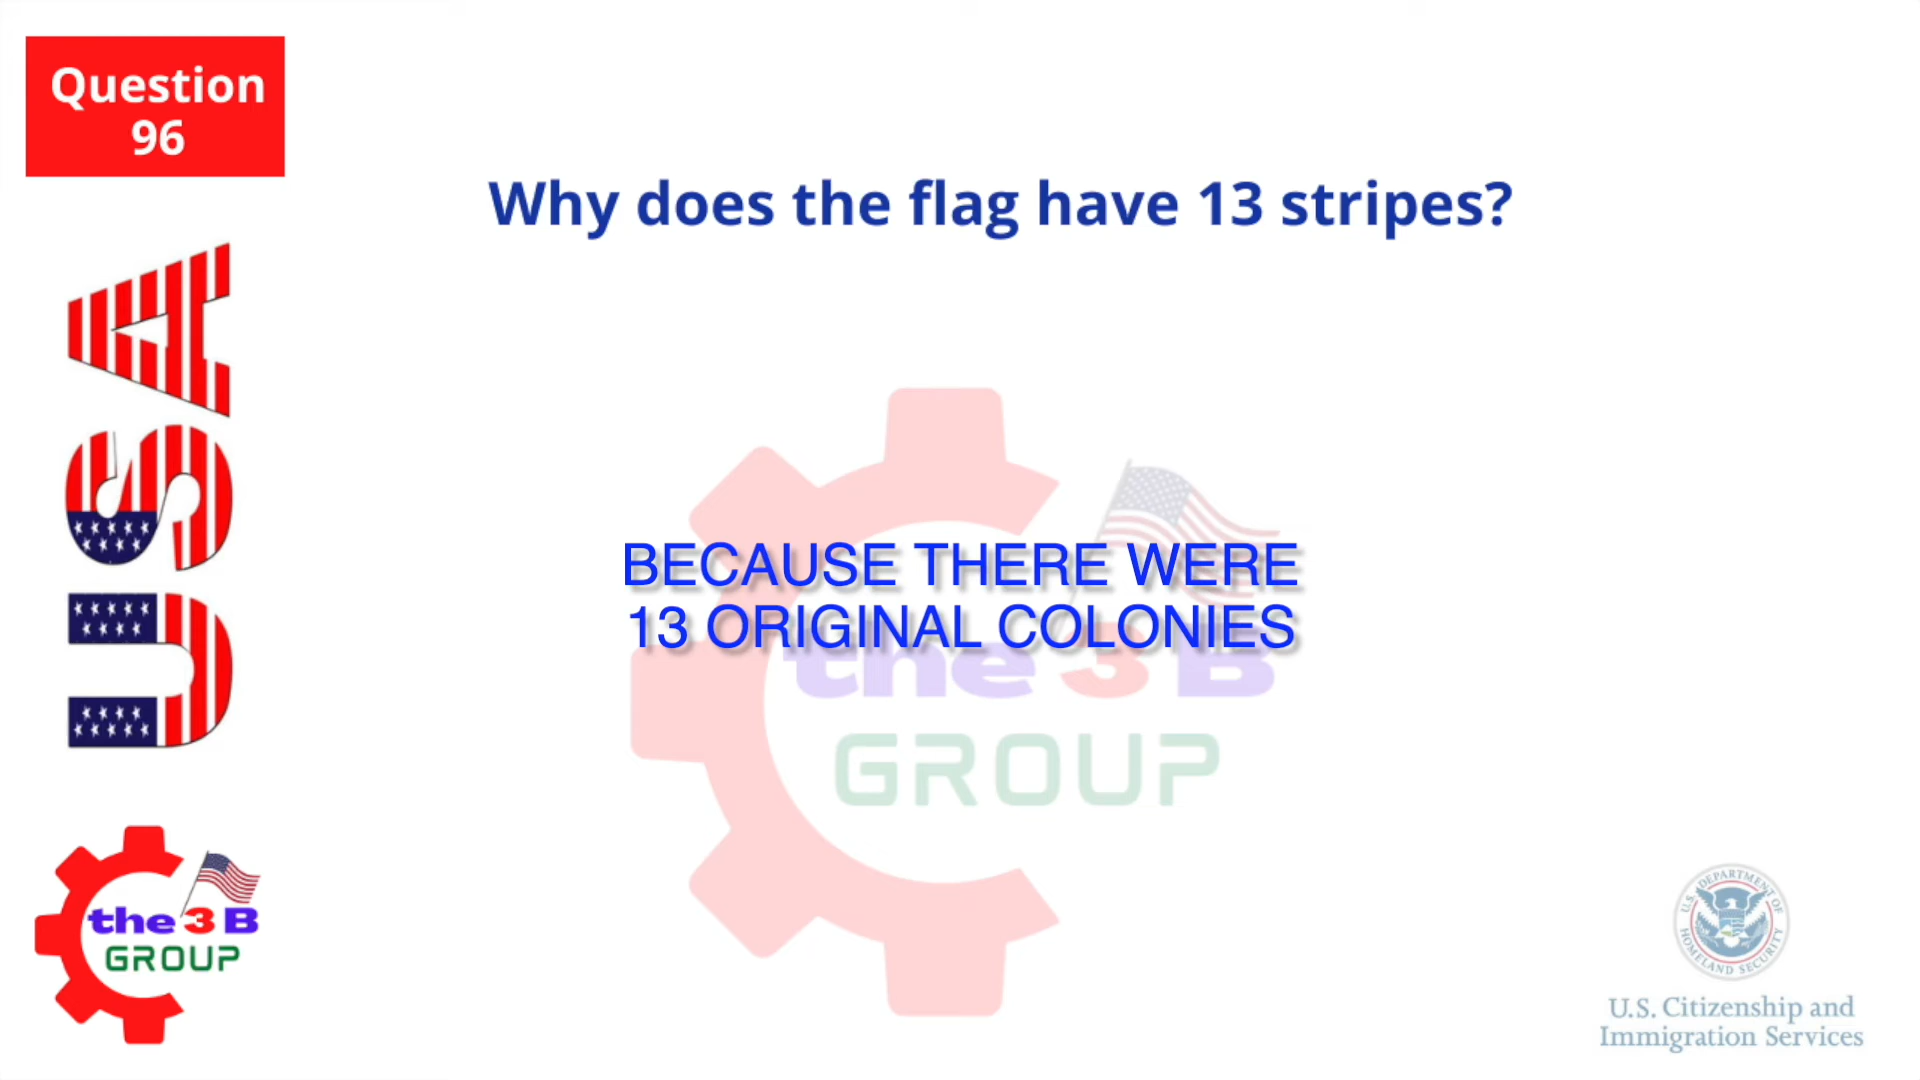 Question
96
Why does the flag have 13 stripes?
USA
BECAUSE THERE WERE
13 ORIGINAL COLONIES
the 3 B
GROUP
the 3 B
GROUP
U.S. DEPARTMENT OF
HOMELAND SECURITY
U.S. Citizenship and
Immigration Services